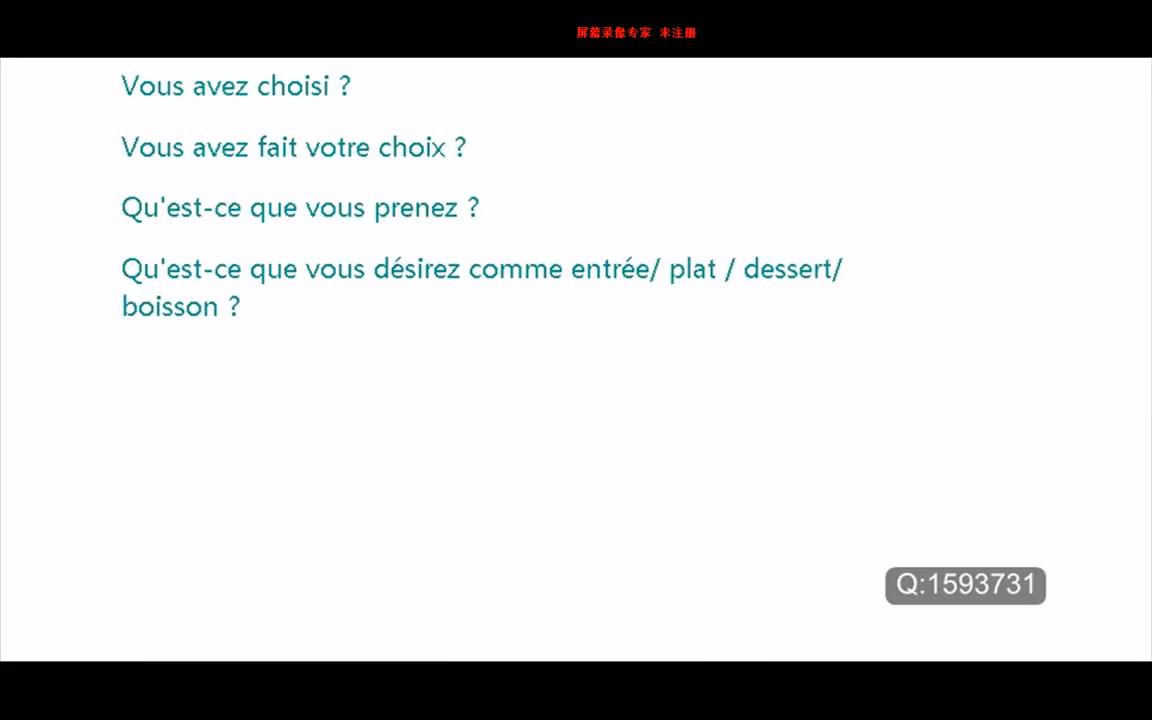 屏幕录像专家 未注册
Vous avez choisi ?
Vous avez fait votre choix ?
Qu'est-ce que vous prenez ?
Qu'est-ce que vous désirez comme entrée/ plat / dessert/
boisson ?
Q:1593731